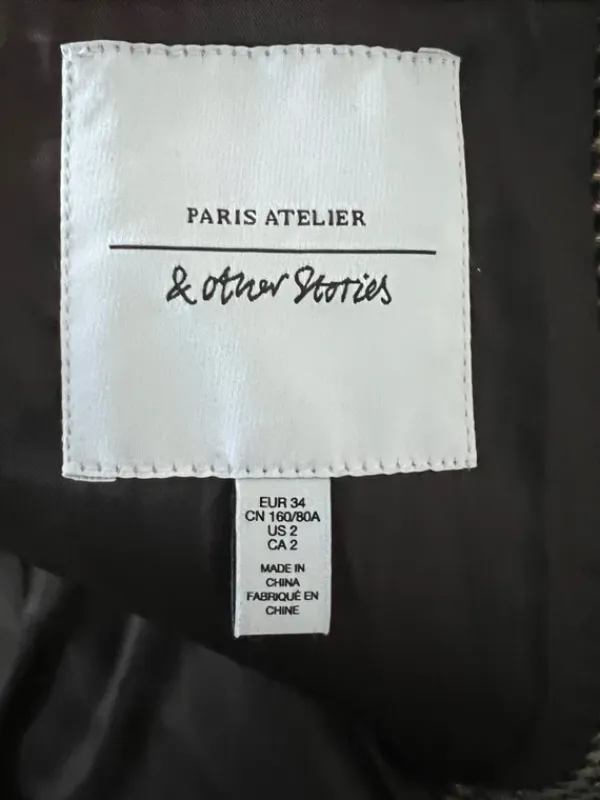 PARIS ATELIER
& other Stories
EUR 34
CN 160/80A
US 2
CA 2
MADE IN
CHINA
FABRIQUÉ EN
CHINE